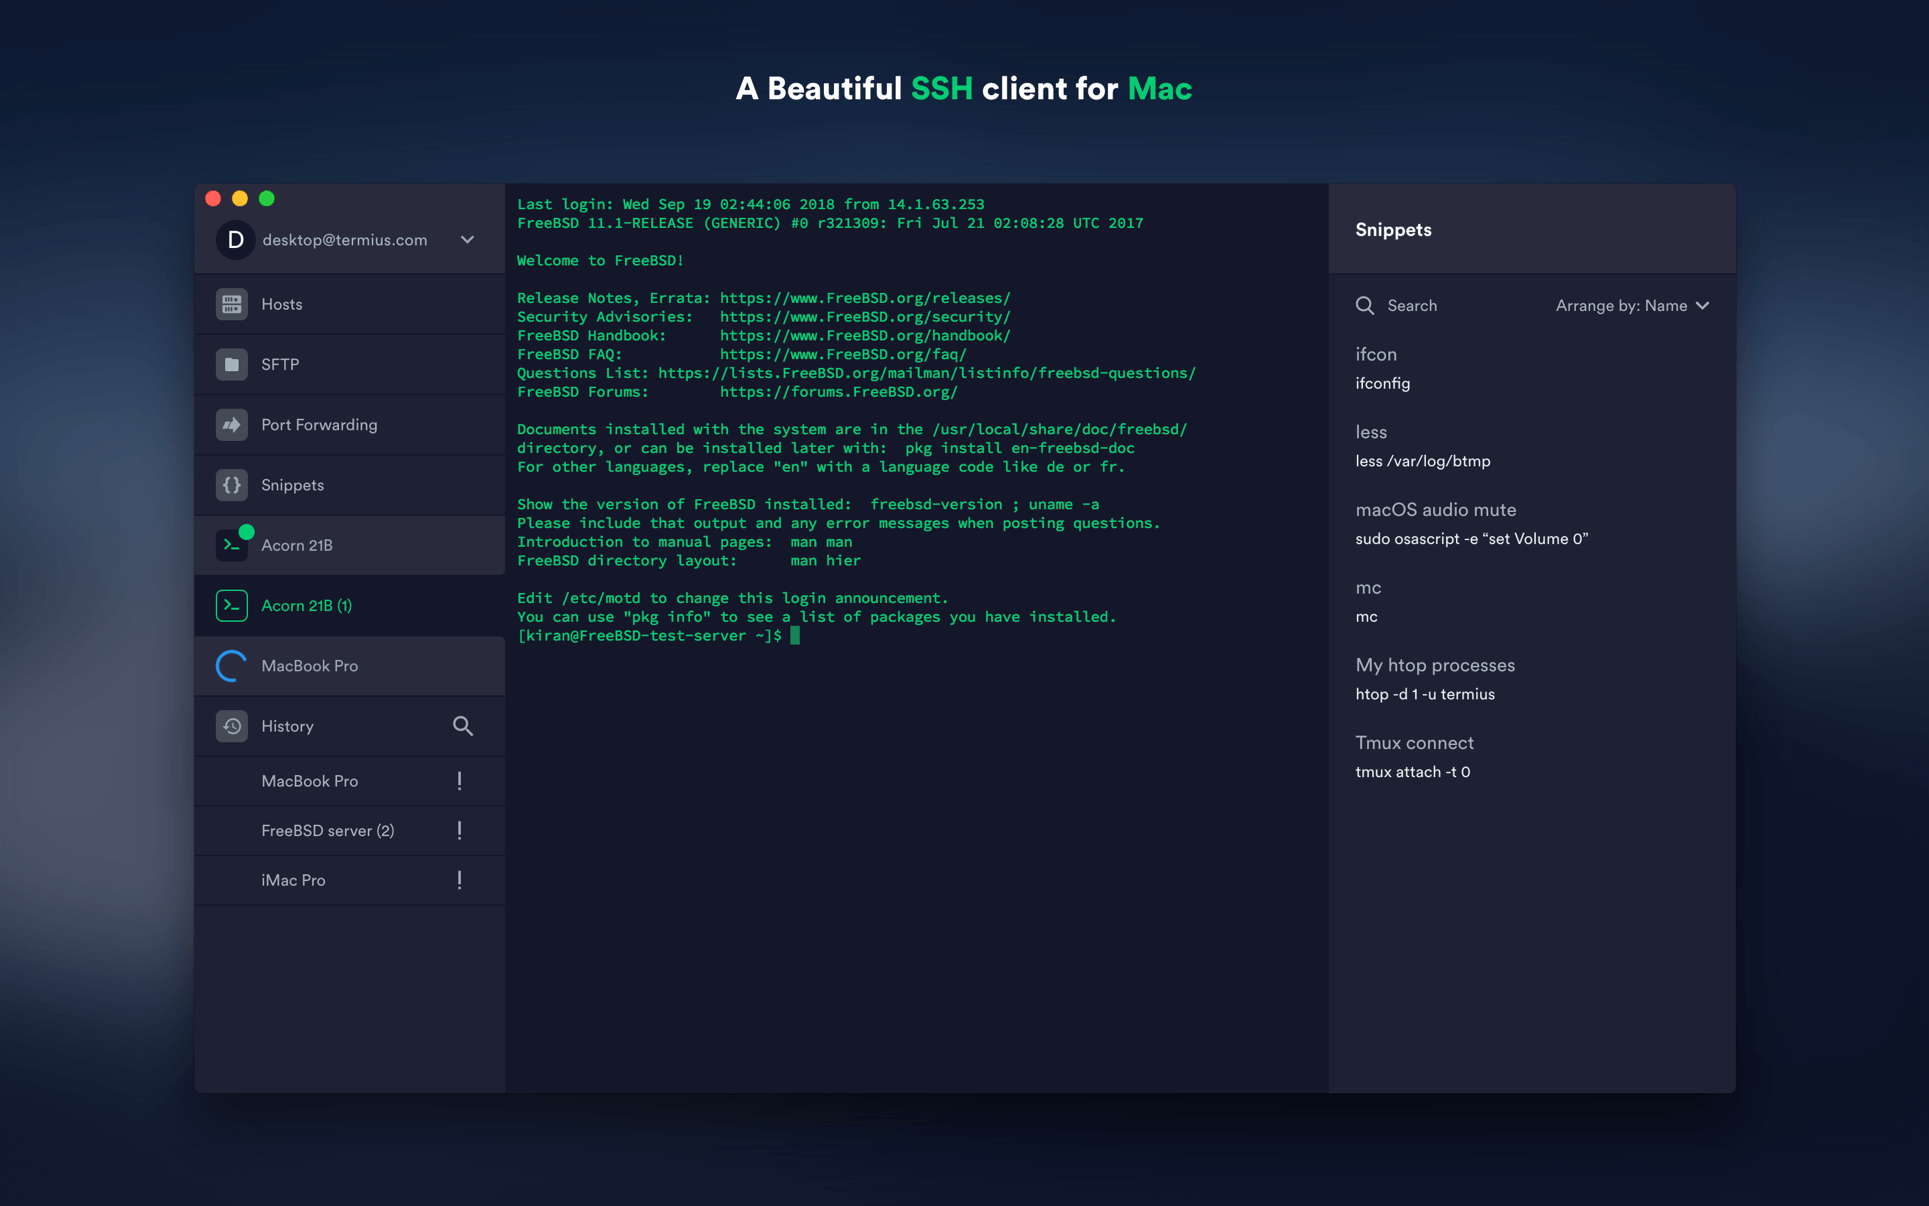 A Beautiful SSH client for Mac
D desktop@termius.com
Hosts
SFTP
Port Forwarding
Snippets
Acorn 21B
Acorn 21B (1)
MacBook Pro
History
MacBook Pro !
FreeBSD server (2) !
iMac Pro !
Last login: Wed Sep 19 02:44:06 2018 from 14.1.63.253
FreeBSD 11.1-RELEASE (GENERIC) #0 r321309: Fri Jul 21 02:08:28 UTC 2017
Welcome to FreeBSD!
Release Notes, Errata: https://www.FreeBSD.org/releases/
Security Advisories: https://www.FreeBSD.org/security/
FreeBSD Handbook: https://www.FreeBSD.org/handbook/
FreeBSD FAQ: https://www.FreeBSD.org/faq/
Questions List: https://lists.FreeBSD.org/mailman/listinfo/freebsd-questions/
FreeBSD Forums: https://forums.FreeBSD.org/
Documents installed with the system are in the /usr/local/share/doc/freebsd/
directory, or can be installed later with: pkg install en-freebsd-doc
For other languages, replace "en" with a language code like de or fr.
Show the version of FreeBSD installed: freebsd-version ; uname -a
Please include that output and any error messages when posting questions.
Introduction to manual pages: man man
FreeBSD directory layout: man hier
Edit /etc/motd to change this login announcement.
You can use "pkg info" to see a list of packages you have installed.
[kiran@FreeBSD-test-server ~]$
Snippets
Search Arrange by: Name
ifcon
ifconfig
less
less /var/log/btmp
macOS audio mute
sudo osascript -e “set Volume 0”
mc
mc
My htop processes
htop -d 1 -u termius
Tmux connect
tmux attach -t 0